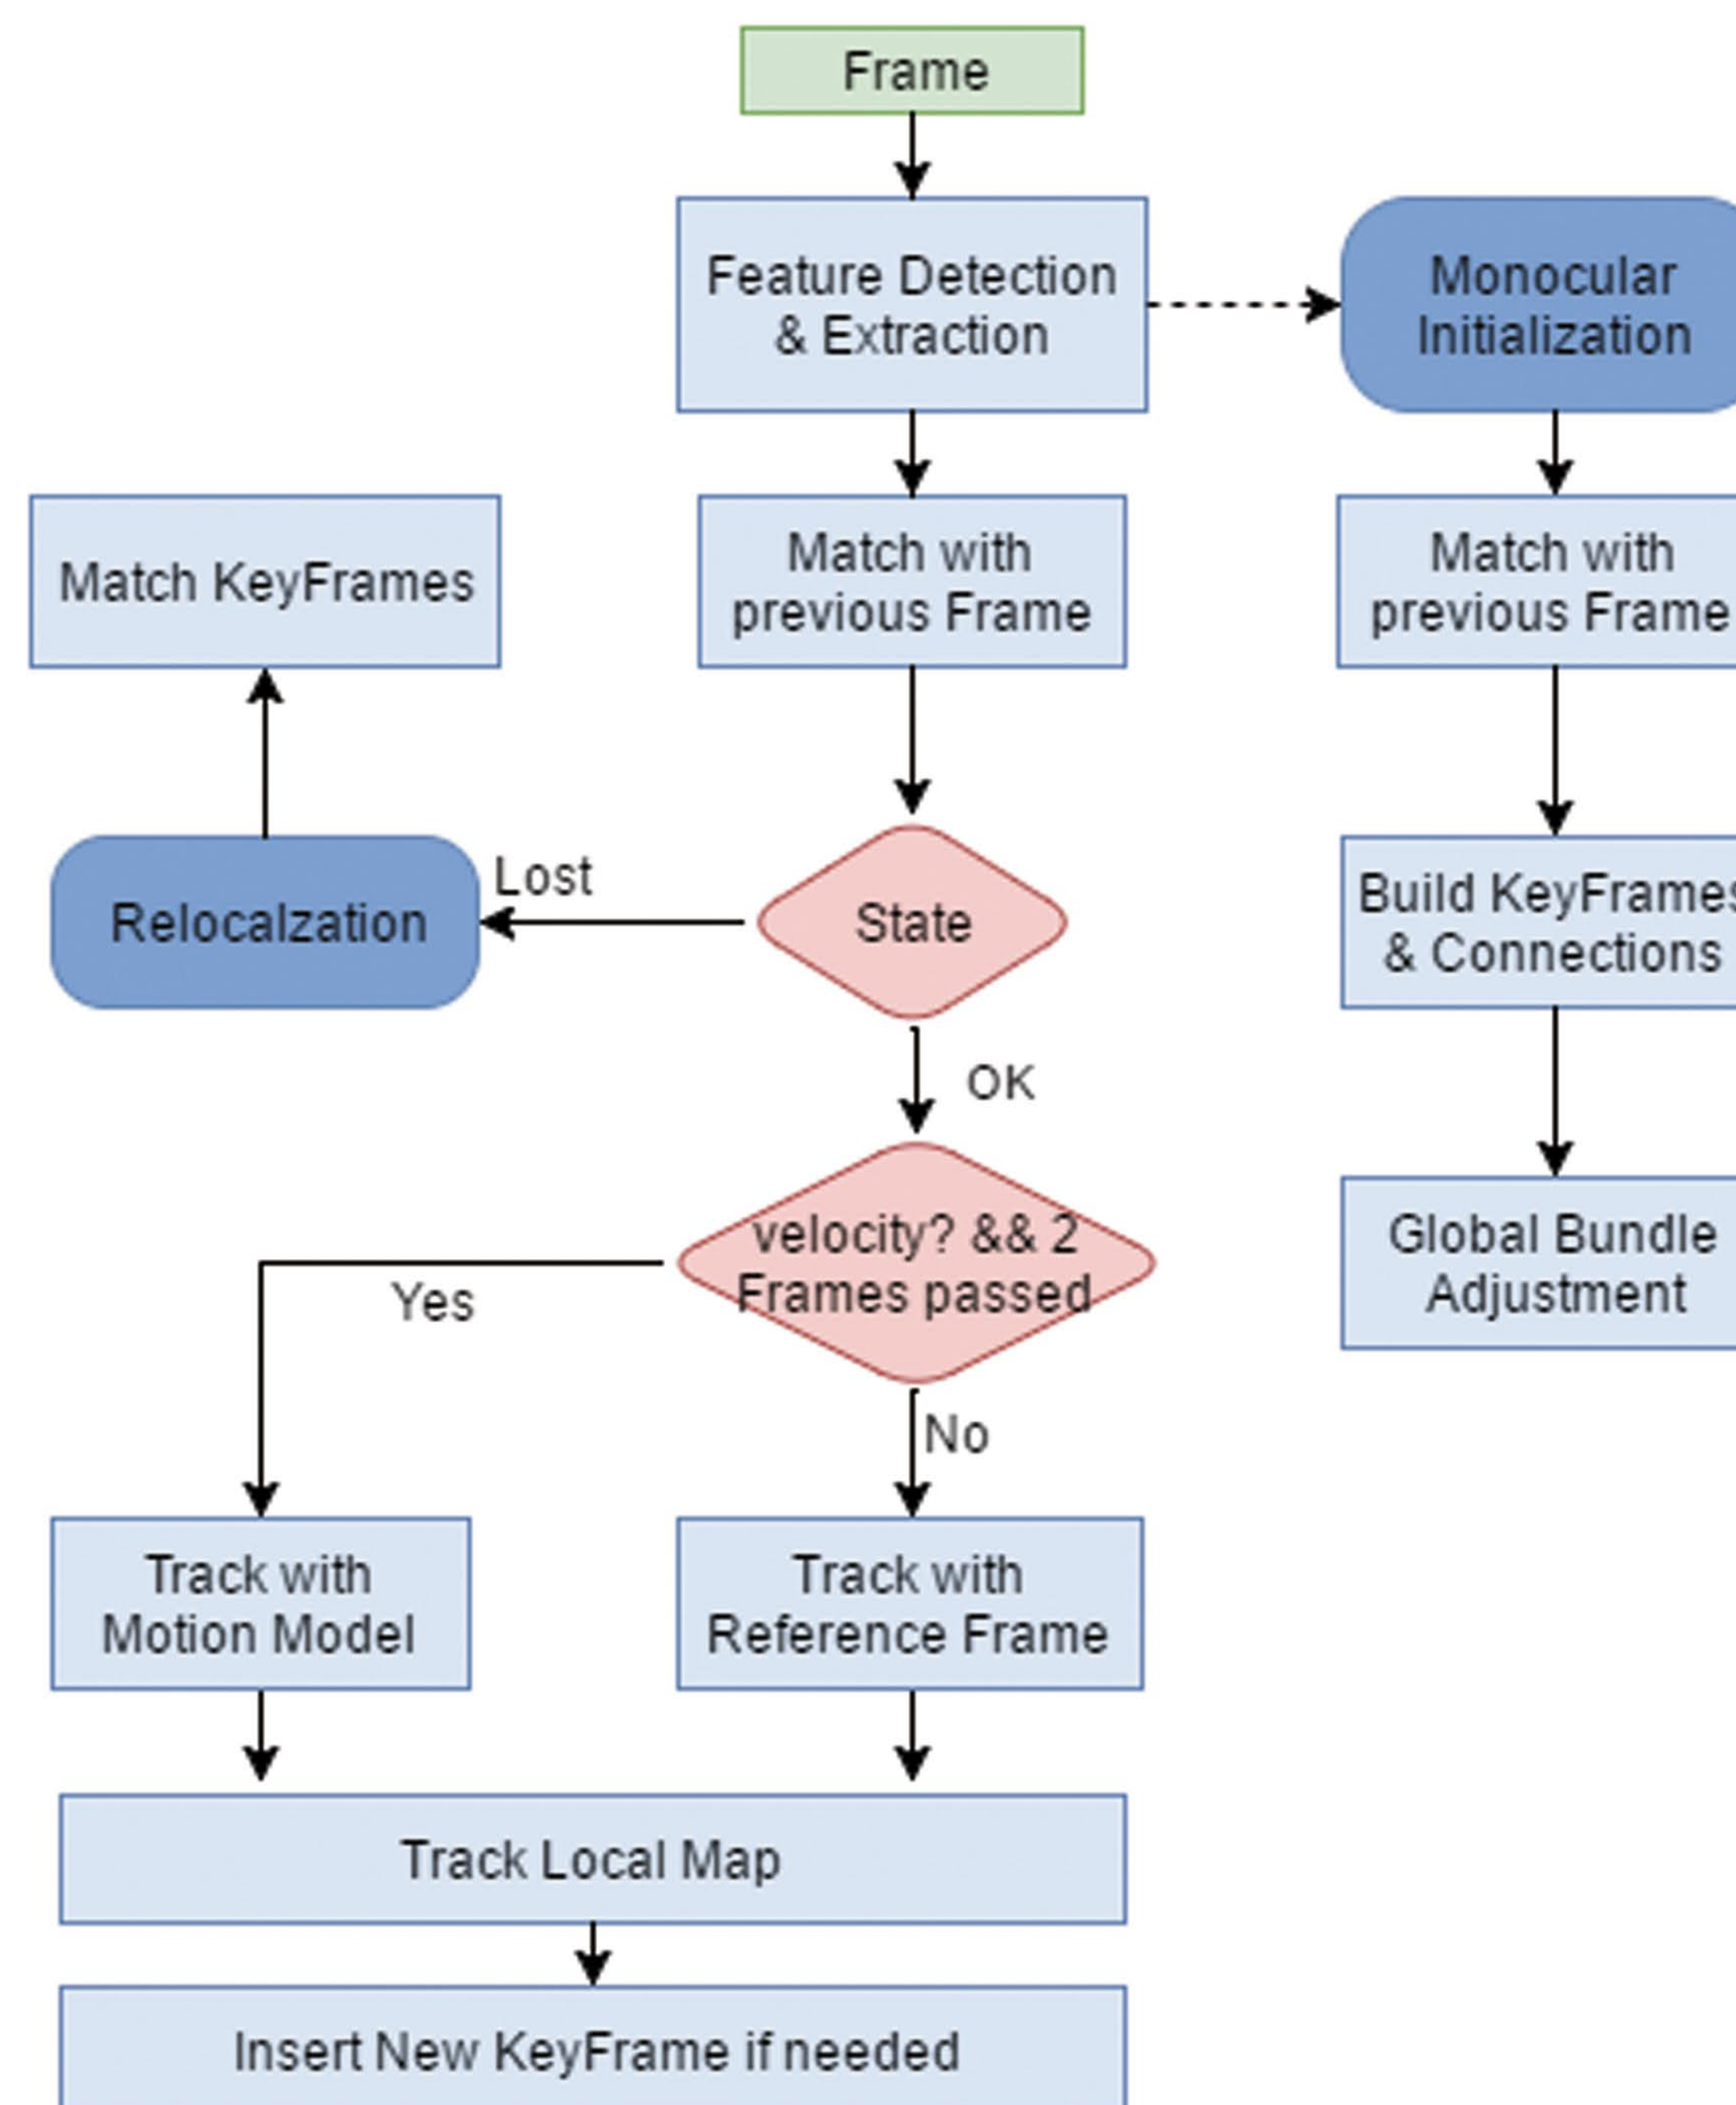 Frame
Feature Detection
& Extraction
Monocular
Initialization
Match KeyFrames
Match with
previous Frame
Match with
previous Frame
Relocalzation
Lost
State
Build KeyFrames
& Connections
OK
velocity? && 2
Frames passed
Global Bundle
Adjustment
Yes
No
Track with
Motion Model
Track with
Reference Frame
Track Local Map
Insert New KeyFrame if needed